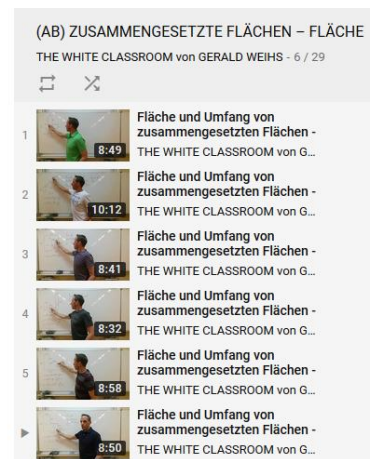 (AB) ZUSAMMENGESETZTE FLÄCHEN – FLÄCHE
THE WHITE CLASSROOM von GERALD WEIHS - 6 / 29
1
8:49
Fläche und Umfang von
zusammengesetzten Flächen -
THE WHITE CLASSROOM von G...
2
10:12
Fläche und Umfang von
zusammengesetzten Flächen -
THE WHITE CLASSROOM von G...
3
8:41
Fläche und Umfang von
zusammengesetzten Flächen -
THE WHITE CLASSROOM von G...
4
8:32
Fläche und Umfang von
zusammengesetzten Flächen -
THE WHITE CLASSROOM von G...
5
8:58
Fläche und Umfang von
zusammengesetzten Flächen -
THE WHITE CLASSROOM von G...
8:50
Fläche und Umfang von
zusammengesetzten Flächen -
THE WHITE CLASSROOM von G...